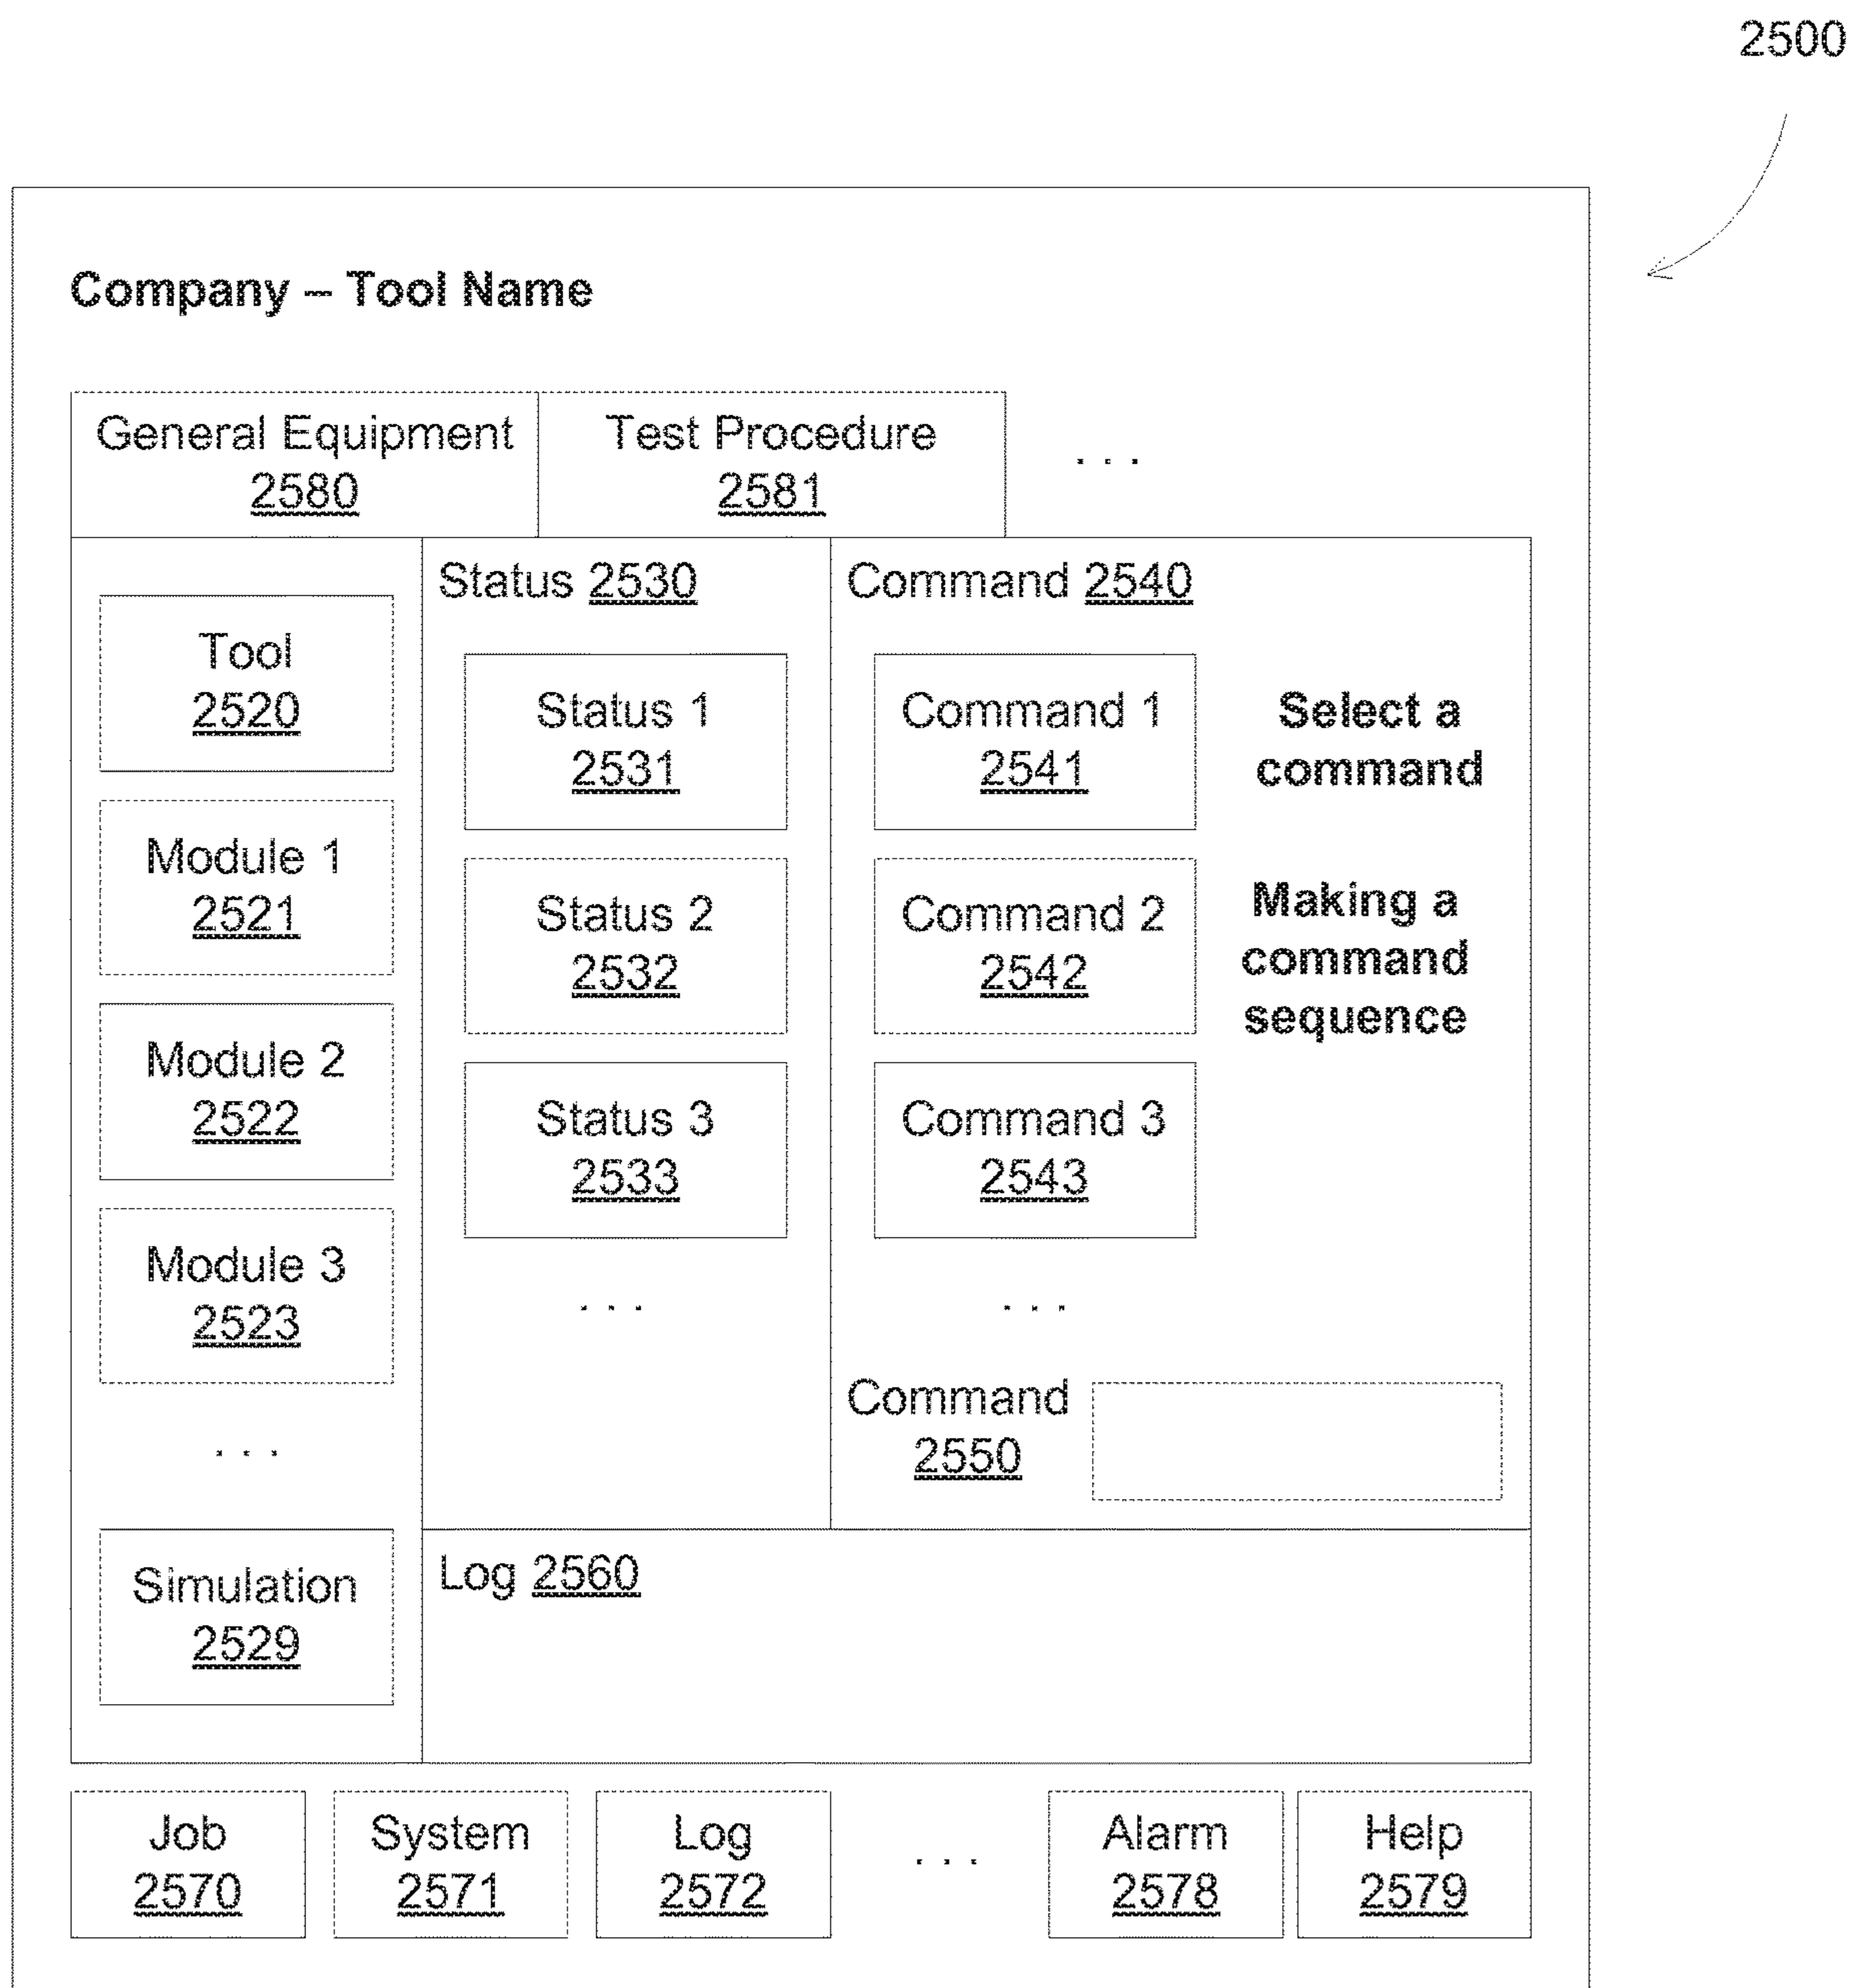 2500
Company – Tool Name
General Equipment
2580
Test Procedure
2581
. . .
Tool
2520
Module 1
2521
Module 2
2522
Module 3
2523
. . .
Simulation
2529
Status 2530
Status 1
2531
Status 2
2532
Status 3
2533
. . .
Command 2540
Command 1
2541
Command 2
2542
Command 3
2543
. . .
Select a
command
Making a
command
sequence
Command
2550
Log 2560
Job
2570
System
2571
Log
2572
. . .
Alarm
2578
Help
2579